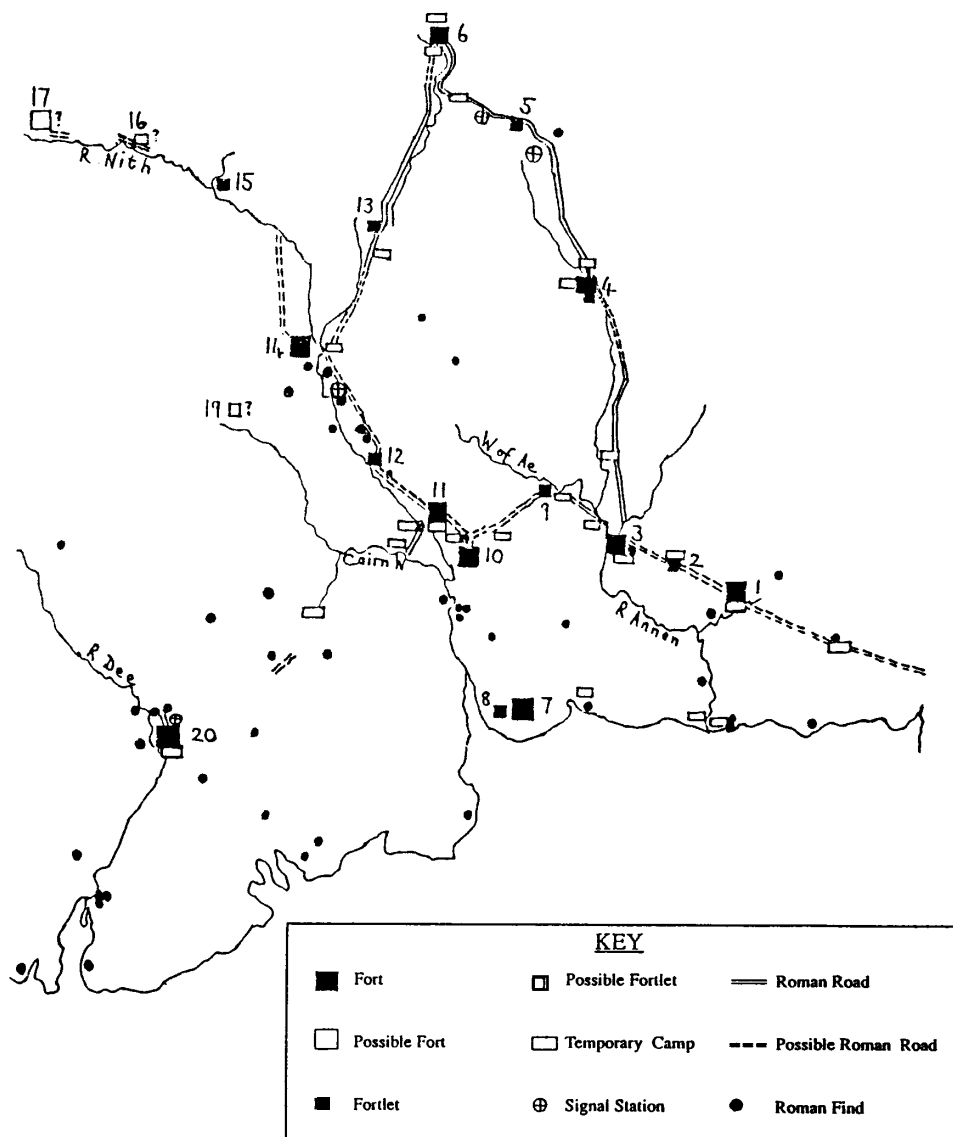 6
17
?
16
?
5
R. Nith
15
13
4
14
19
?
12
W of Ae
11
9
10
3
2
1
Cairn W
R Annan
R Dee
8
7
20
KEY
Fort
Possible Fortlet
Roman Road
Possible Fort
Temporary Camp
Possible Roman Road
Fortlet
Signal Station
Roman Find